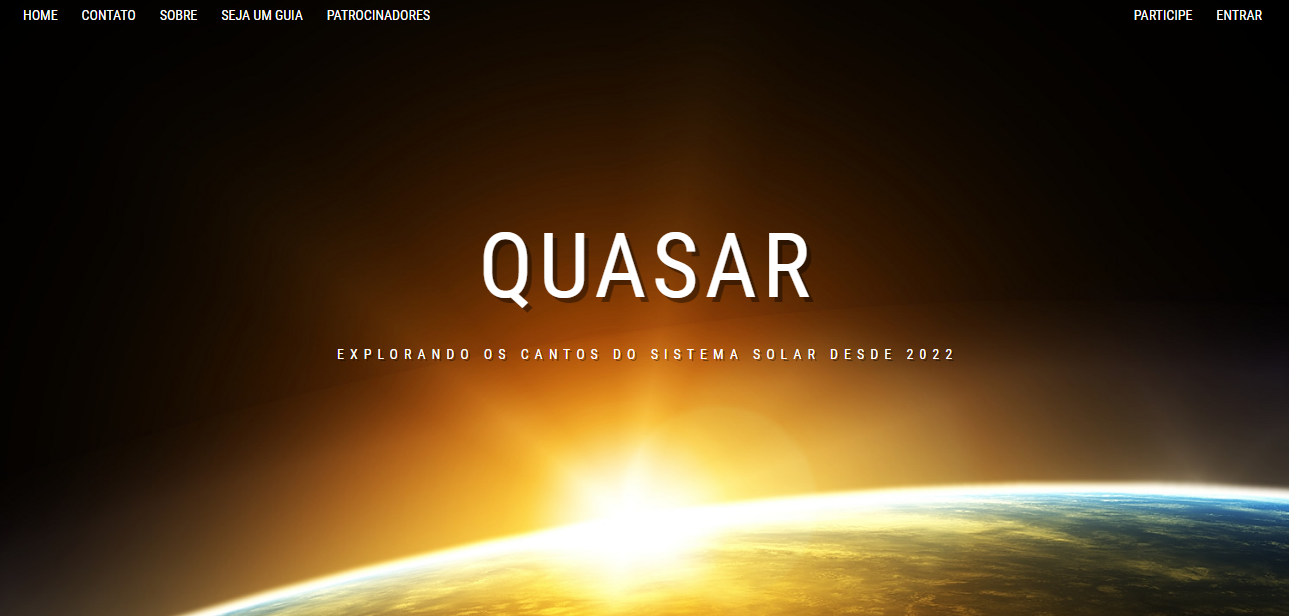 HOME CONTATO SOBRE SEJA UM GUIA PATROCINADORES PARTICIPE ENTRAR
QUASAR
EXPLORANDO OS CANTOS DO SISTEMA SOLAR DESDE 2022